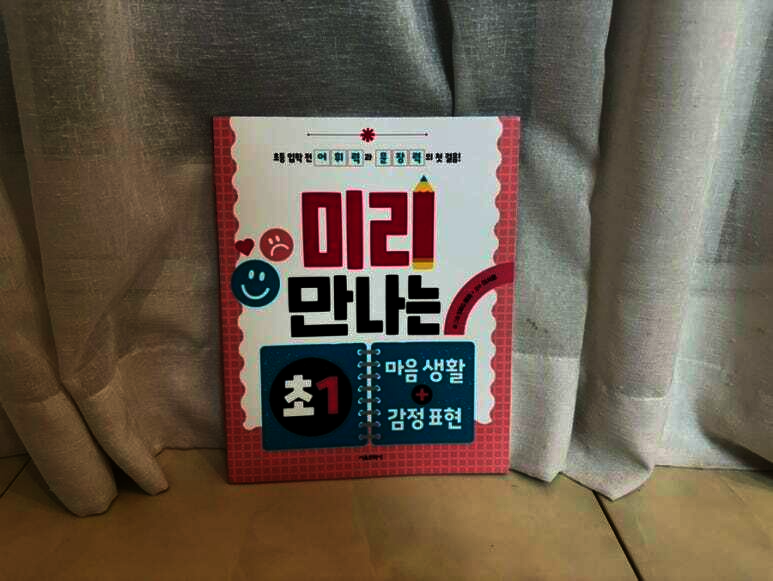 초등 입학 전 어휘력과 문장력의 첫 걸음!
미리
만나는
초1
마음 생활
+
감정 표현